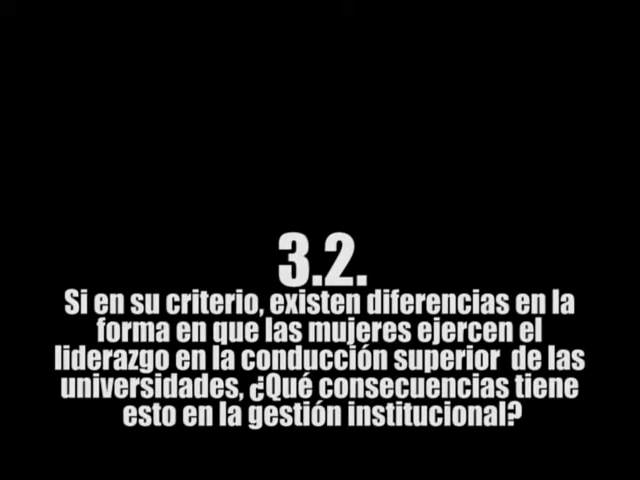 3.2.
Si en su criterio, existen diferencias en la
forma en que las mujeres ejercen el
liderazgo en la conducción superior de las
universidades, ¿Qué consecuencias tiene
esto en la gestión institucional?